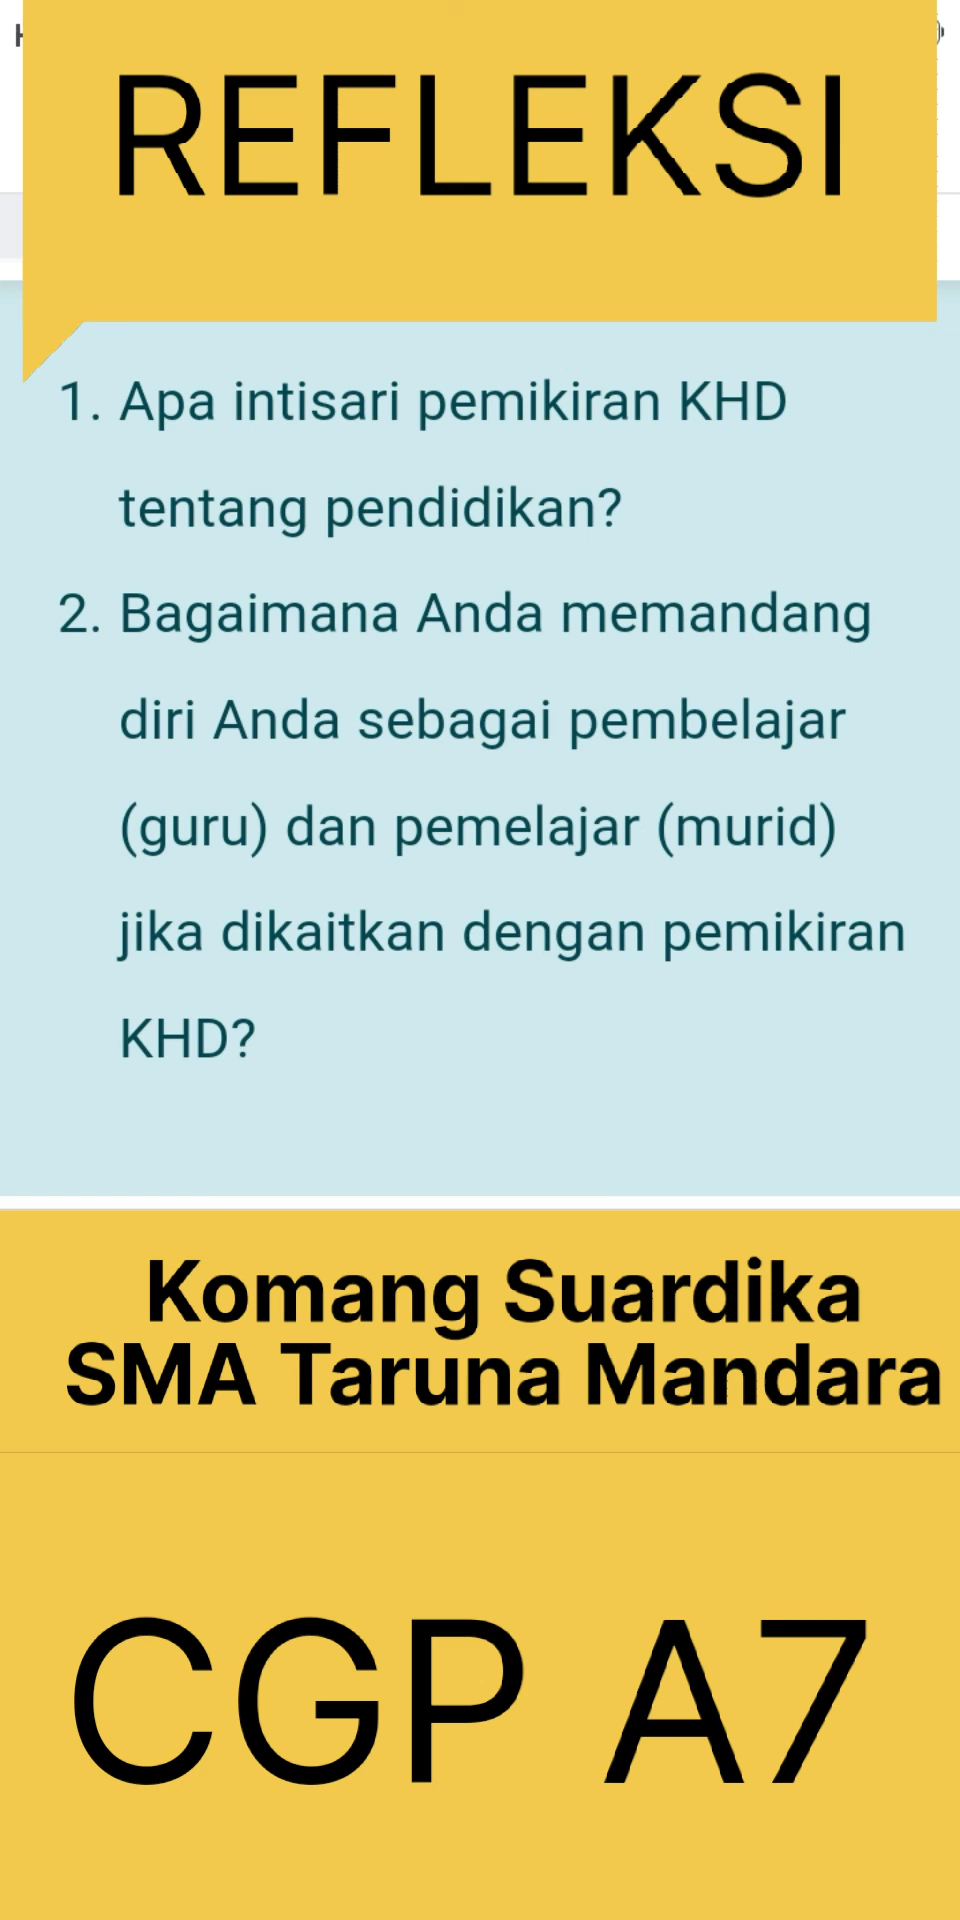 REFLEKSI
1. Apa intisari pemikiran KHD
tentang pendidikan?
2. Bagaimana Anda memandang
diri Anda sebagai pembelajar
(guru) dan pemelajar (murid)
jika dikaitkan dengan pemikiran
KHD?
Komang Suardika
SMA Taruna Mandara
CGP A7